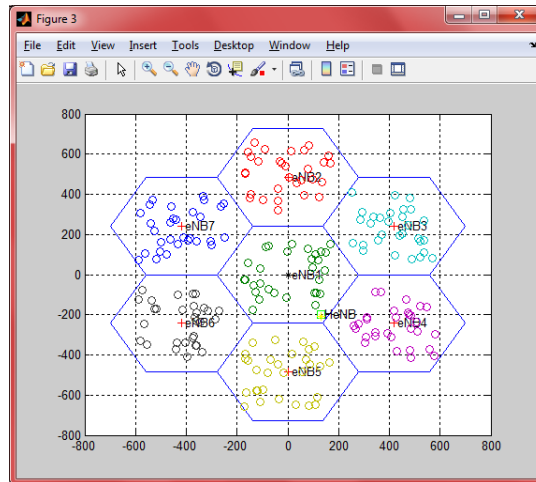 Figure 3
File Edit View Insert Tools Desktop Window Help
800
600
eNB2
400
eNB7
eNB3
200
0
eNB1
HeNB
-200
eNB6
eNB4
-400
eNB5
-600
-800
-800 -600 -400 -200 0 200 400 600 800